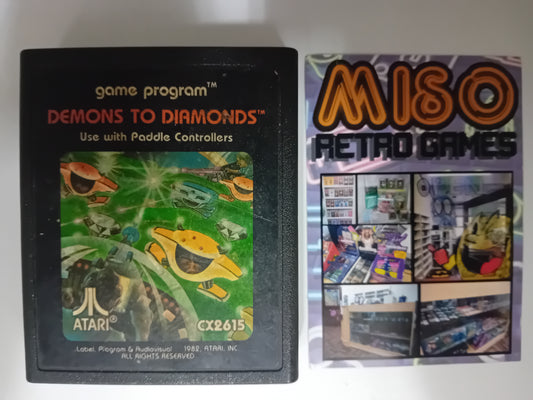 game program™
DEMONS TO DIAMONDS™
Use with Paddle Controllers
ATARI®
CX2615
Label, Program & Audiovisual 1982, ATARI, INC.
ALL RIGHTS RESERVED
MISO
RETRO GAMES